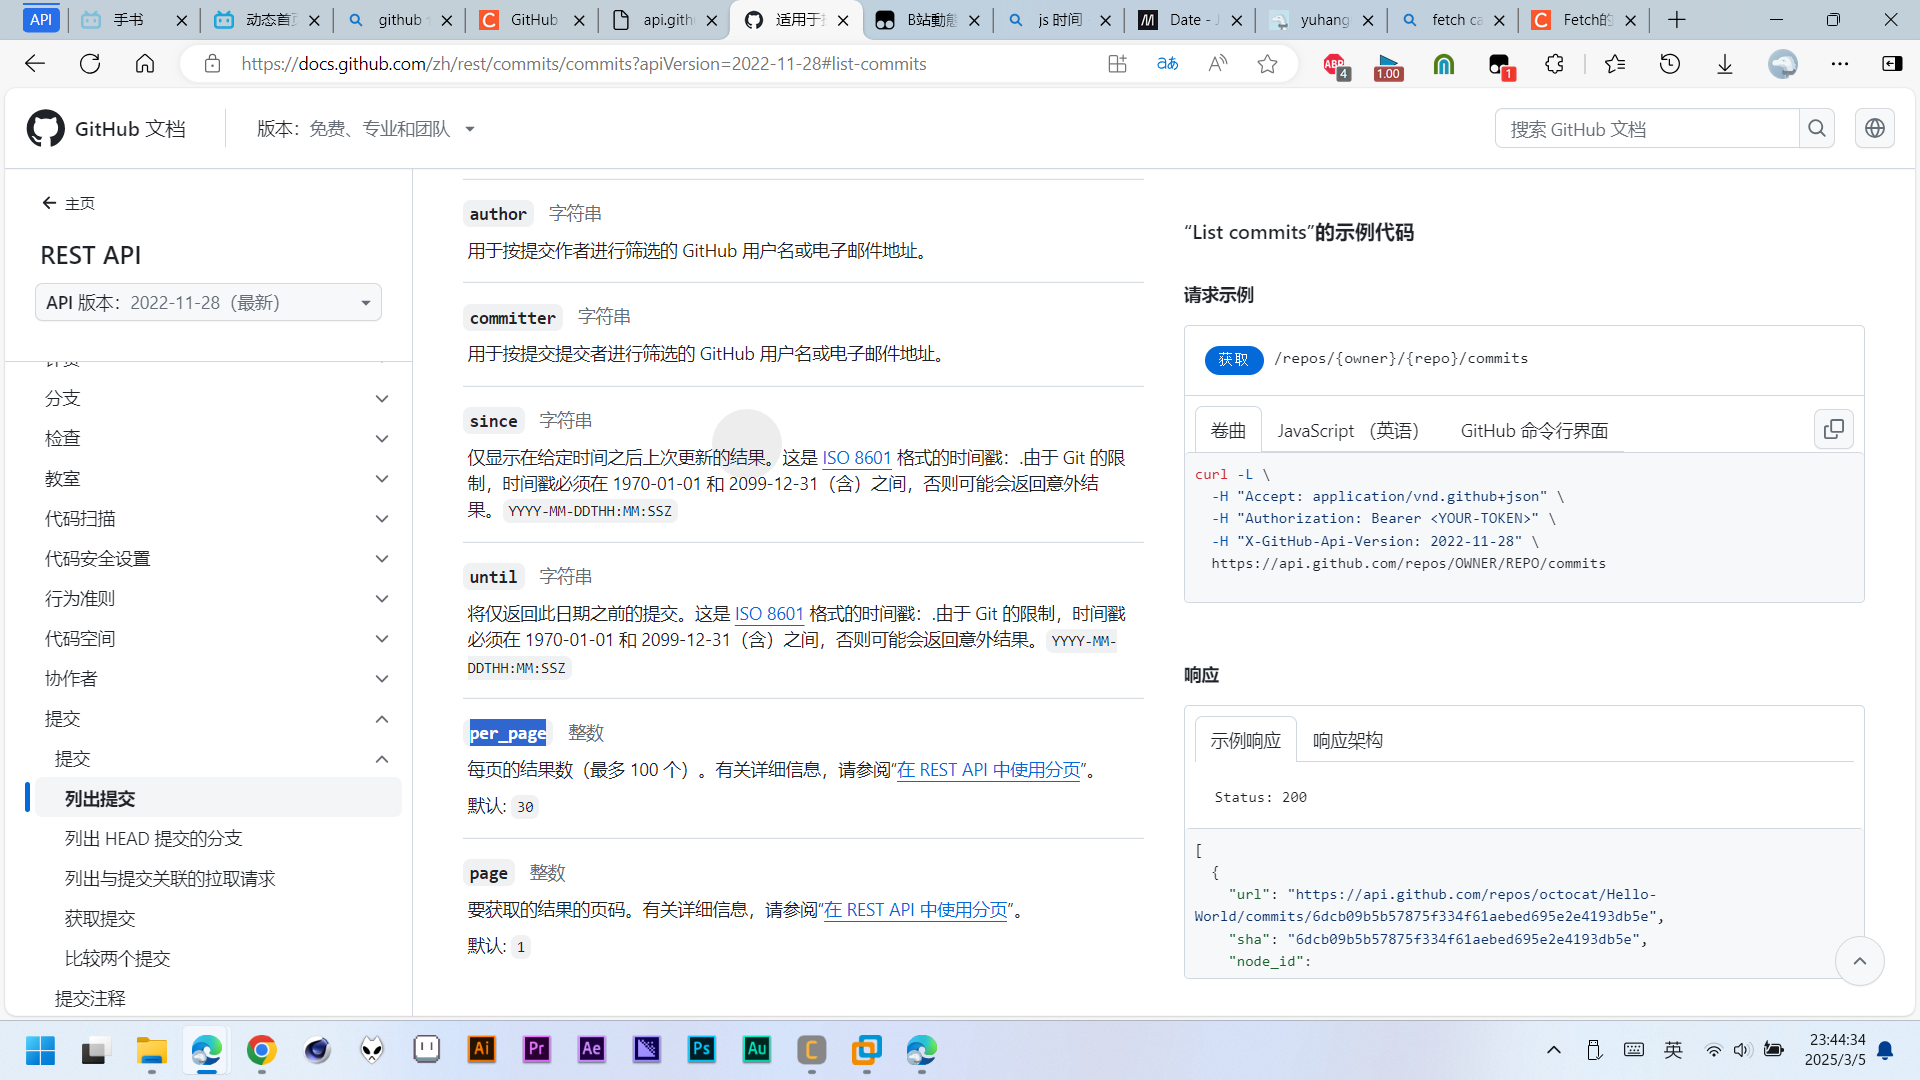 API 手书 动态首页 github GitHub api.gith 适用于 B站動態 js 时间 Date - J yuhang fetch ca Fetch的
https://docs.github.com/zh/rest/commits/commits?apiVersion=2022-11-28#list-commits
aあ A ABP 4 1.00 1
GitHub 文档 版本：免费、专业和团队 搜索 GitHub 文档
主页
REST API
API 版本：2022-11-28（最新）
分支
检查
教室
代码扫描
代码安全设置
行为准则
代码空间
协作者
提交
提交
列出提交
列出 HEAD 提交的分支
列出与提交关联的拉取请求
获取提交
比较两个提交
提交注释
author 字符串
用于按提交作者进行筛选的 GitHub 用户名或电子邮件地址。
committer 字符串
用于按提交提交者进行筛选的 GitHub 用户名或电子邮件地址。
since 字符串
仅显示在给定时间之后上次更新的结果。这是 ISO 8601 格式的时间戳：.由于 Git 的限
制，时间戳必须在 1970-01-01 和 2099-12-31（含）之间，否则可能会返回意外结
果。 YYYY-MM-DDTHH:MM:SSZ
until 字符串
将仅返回此日期之前的提交。这是 ISO 8601 格式的时间戳：.由于 Git 的限制，时间戳
必须在 1970-01-01 和 2099-12-31（含）之间，否则可能会返回意外结果。 YYYY-MM-
DDTHH:MM:SSZ
per_page 整数
每页的结果数（最多 100 个）。有关详细信息，请参阅“在 REST API 中使用分页”。
默认: 30
page 整数
要获取的结果的页码。有关详细信息，请参阅“在 REST API 中使用分页”。
默认: 1
“List commits”的示例代码
请求示例
获取 /repos/{owner}/{repo}/commits
卷曲 JavaScript （英语） GitHub 命令行界面
curl -L \
-H "Accept: application/vnd.github+json" \
-H "Authorization: Bearer <YOUR-TOKEN>" \
-H "X-GitHub-Api-Version: 2022-11-28" \
https://api.github.com/repos/OWNER/REPO/commits
响应
示例响应 响应架构
Status: 200
[
{
"url": "https://api.github.com/repos/octocat/Hello-
World/commits/6dcb09b5b57875f334f61aebed695e2e4193db5e",
"sha": "6dcb09b5b57875f334f61aebed695e2e4193db5e",
"node_id":
Ai Pr Ae Ps Au C 英
23:44:34
2025/3/5